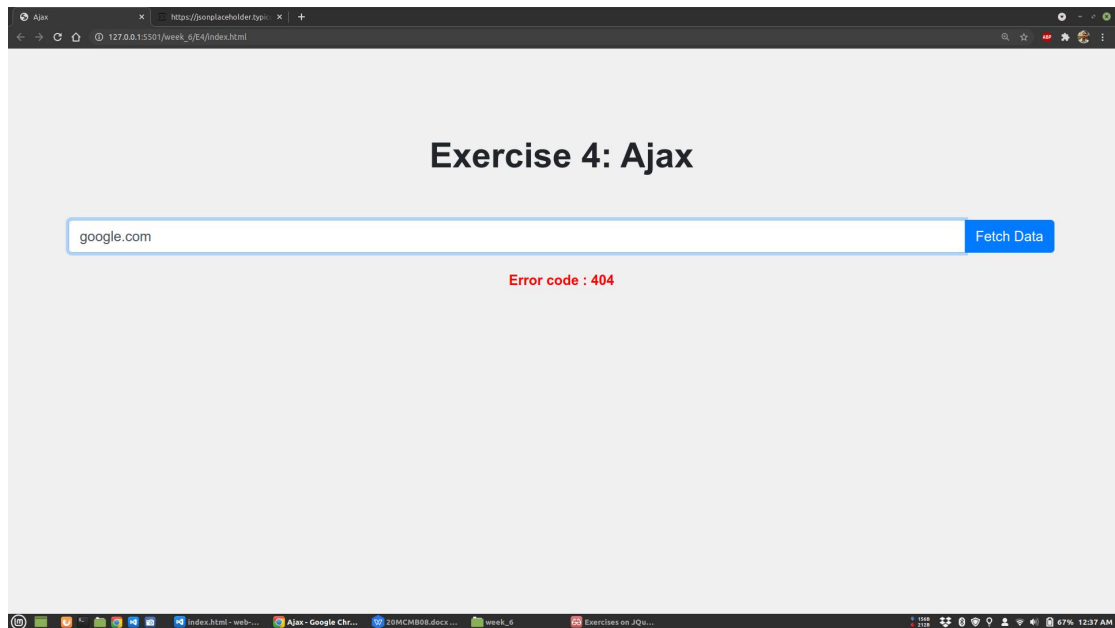 Ajax
https://jsonplaceholder.typic
127.0.0.1:5501/week_6/E4/index.html
ABP
Exercise 4: Ajax
google.com
Fetch Data
Error code : 404
index.html - web-...
Ajax - Google Chr...
20MCMB08.docx ...
week_6
Exercises on JQu...
67% 12:37 AM